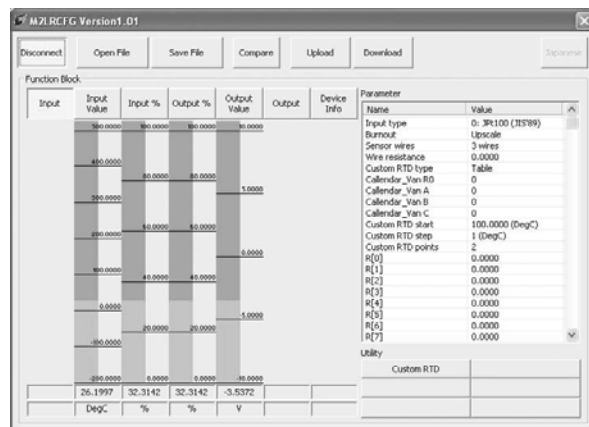 M2LRCFG Version1.01
Disconnect Open File Save File Compare Upload Download Japanese
Function Block
Input Input Value Input % Output % Output Value Output Device Info
500.0000 100.0000 100.0000 10.0000
400.0000
80.0000 80.0000
5.0000
300.0000
60.0000 60.0000
200.0000
0.0000
100.0000
40.0000 40.0000
0.0000
-5.0000
20.0000 20.0000
-100.0000
-200.0000 0.0000 0.0000 -10.0000
26.1997 32.3142 32.3142 -3.5372
DegC % % V
Parameter
Name Value
Input type 0: JPt100 (JIS'89)
Burnout Upscale
Sensor wires 3 wires
Wire resistance 0.0000
Custom RTD type Table
Callendar_Van R0 0
Callendar_Van A 0
Callendar_Van B 0
Callendar_Van C 0
Custom RTD start 100.0000 (DegC)
Custom RTD step 1 (DegC)
Custom RTD points 2
R[0] 0.0000
R[1] 0.0000
R[2] 0.0000
R[3] 0.0000
R[4] 0.0000
R[5] 0.0000
R[6] 0.0000
R[7] 0.0000
Utility
Custom RTD